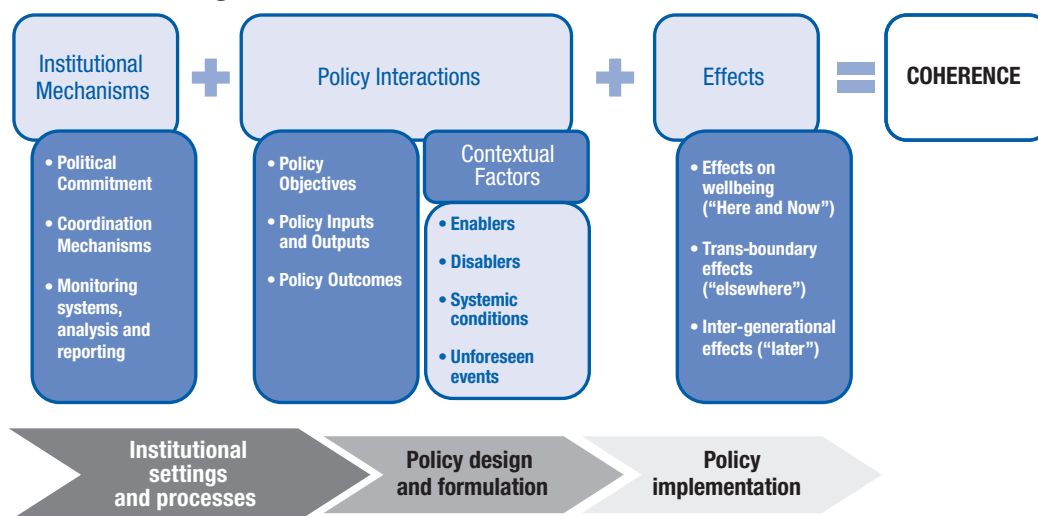 Institutional
Mechanisms
Policy Interactions
Effects
COHERENCE
• Political
Commitment
• Coordination
Mechanisms
• Monitoring
systems,
analysis and
reporting
• Policy
Objectives
• Policy Inputs
and Outputs
• Policy Outcomes
Contextual
Factors
• Enablers
• Disablers
• Systemic
conditions
• Unforeseen
events
• Effects on
wellbeing
(“Here and Now”)
• Trans-boundary
effects
(“elsewhere”)
• Inter-generational
effects (“later”)
Institutional
settings
and processes
Policy design
and formulation
Policy
implementation